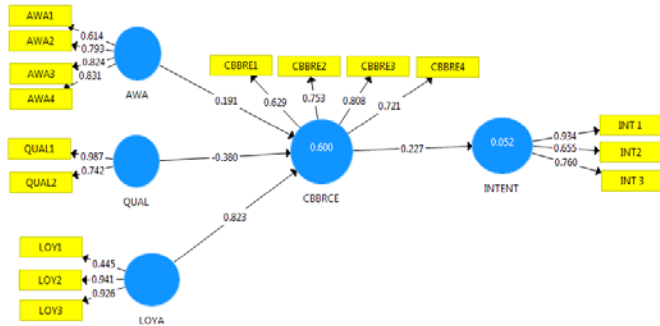 AWA1
AWA2
AWA3
AWA4
0.614
0.793
0.824
0.831
AWA
0.191
CBBRE1
CBBRE2
CBBRE3
CBBRE4
0.629
0.753
0.808
0.721
QUAL1
QUAL2
0.987
0.742
QUAL
-0.380
0.600
CBBRCE
0.227
0.052
INTENT
0.934
0.655
0.760
INT 1
INT2
INT 3
0.823
LOY1
LOY2
LOY3
0.445
0.941
0.926
LOYA